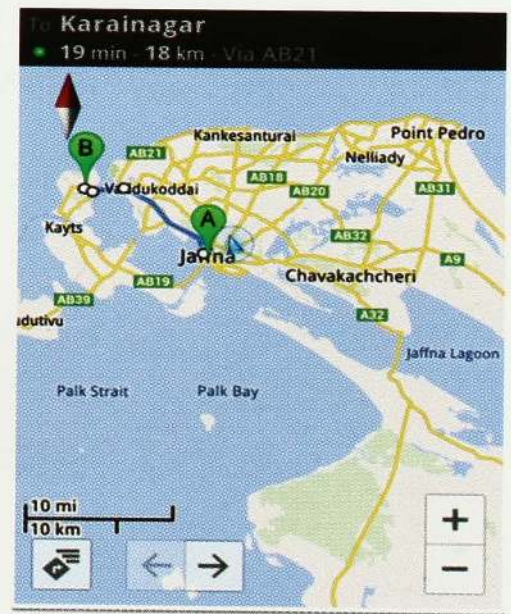 To Karainagar
19 min - 18 km - Via AB21
Kankesanturai
Point Pedro
B
AB21
Nelliady
AB18
AB20
AB31
Kayts
A
AB32
A9
Jaffna
AB19
Chavakachcheri
AB39
A32
Jaffna Lagoon
Palk Strait
Palk Bay
10 mi
10 km
+
−